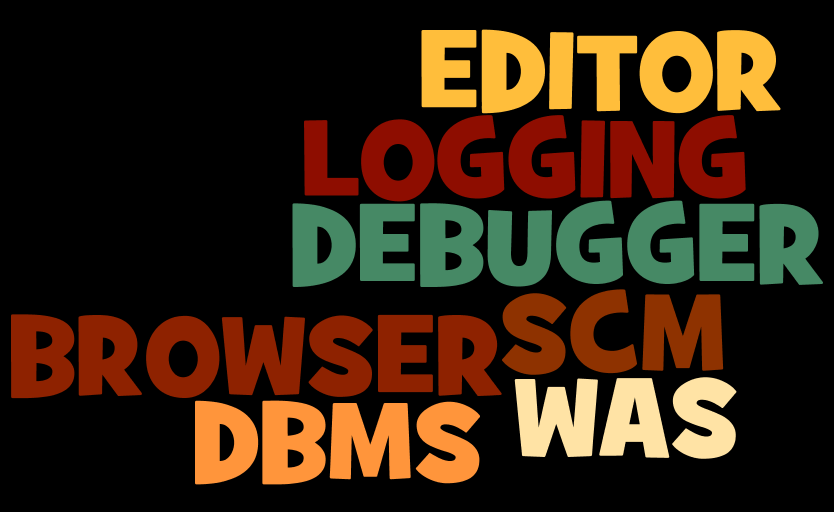 EDITOR
LOGGING
DEBUGGER
BROWSER SCM
DBMS WAS